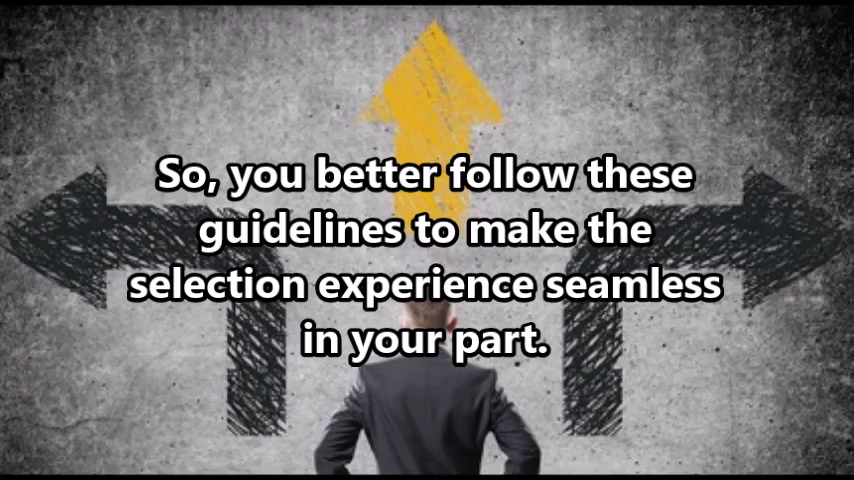 So, you better follow these
guidelines to make the
selection experience seamless
in your part.